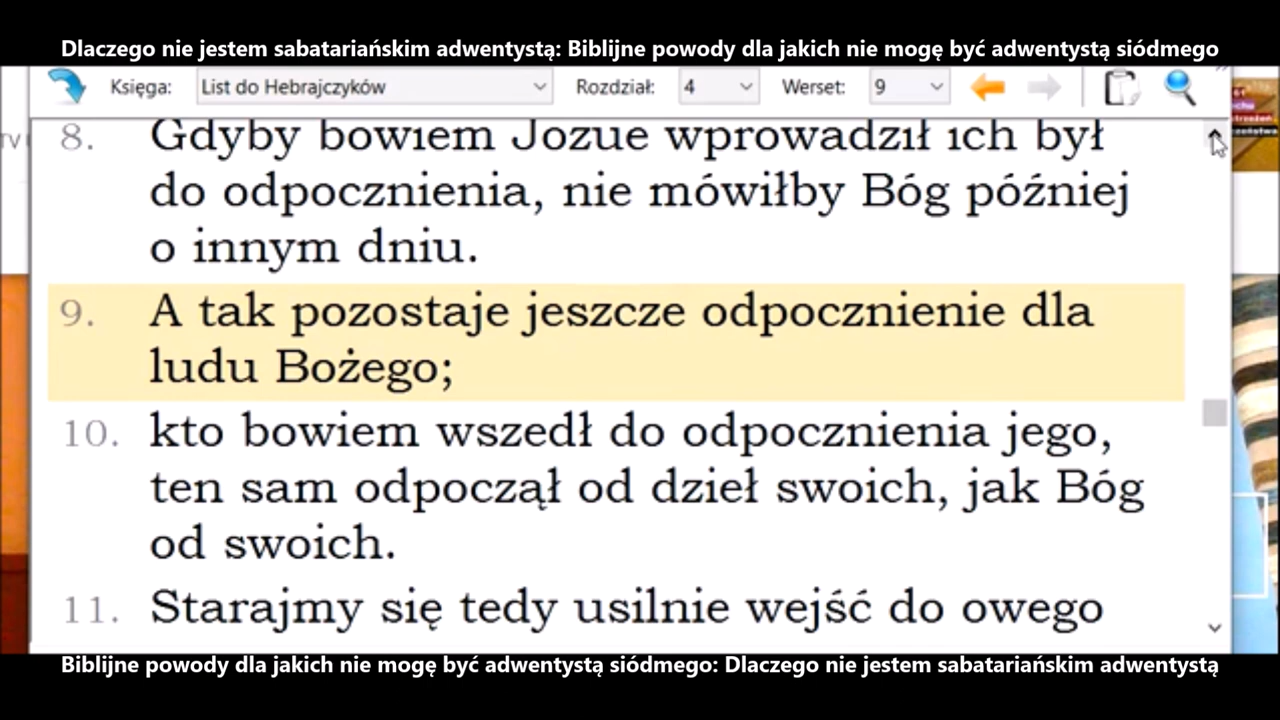 Dlaczego nie jestem sabatariańskim adwentystą: Biblijne powody dla jakich nie mogę być adwentystą siódmego
Księga: List do Hebrajczyków Rozdział: 4 Werset: 9
8. Gdyby bowiem Jozue wprowadził ich był
do odpocznienia, nie mówiłby Bóg później
o innym dniu.
9. A tak pozostaje jeszcze odpocznienie dla
ludu Bożego;
10. kto bowiem wszedł do odpocznienia jego,
ten sam odpoczął od dzieł swoich, jak Bóg
od swoich.
11. Starajmy się tedy usilnie wejść do owego
Biblijne powody dla jakich nie mogę być adwentystą siódmego: Dlaczego nie jestem sabatariańskim adwentystą